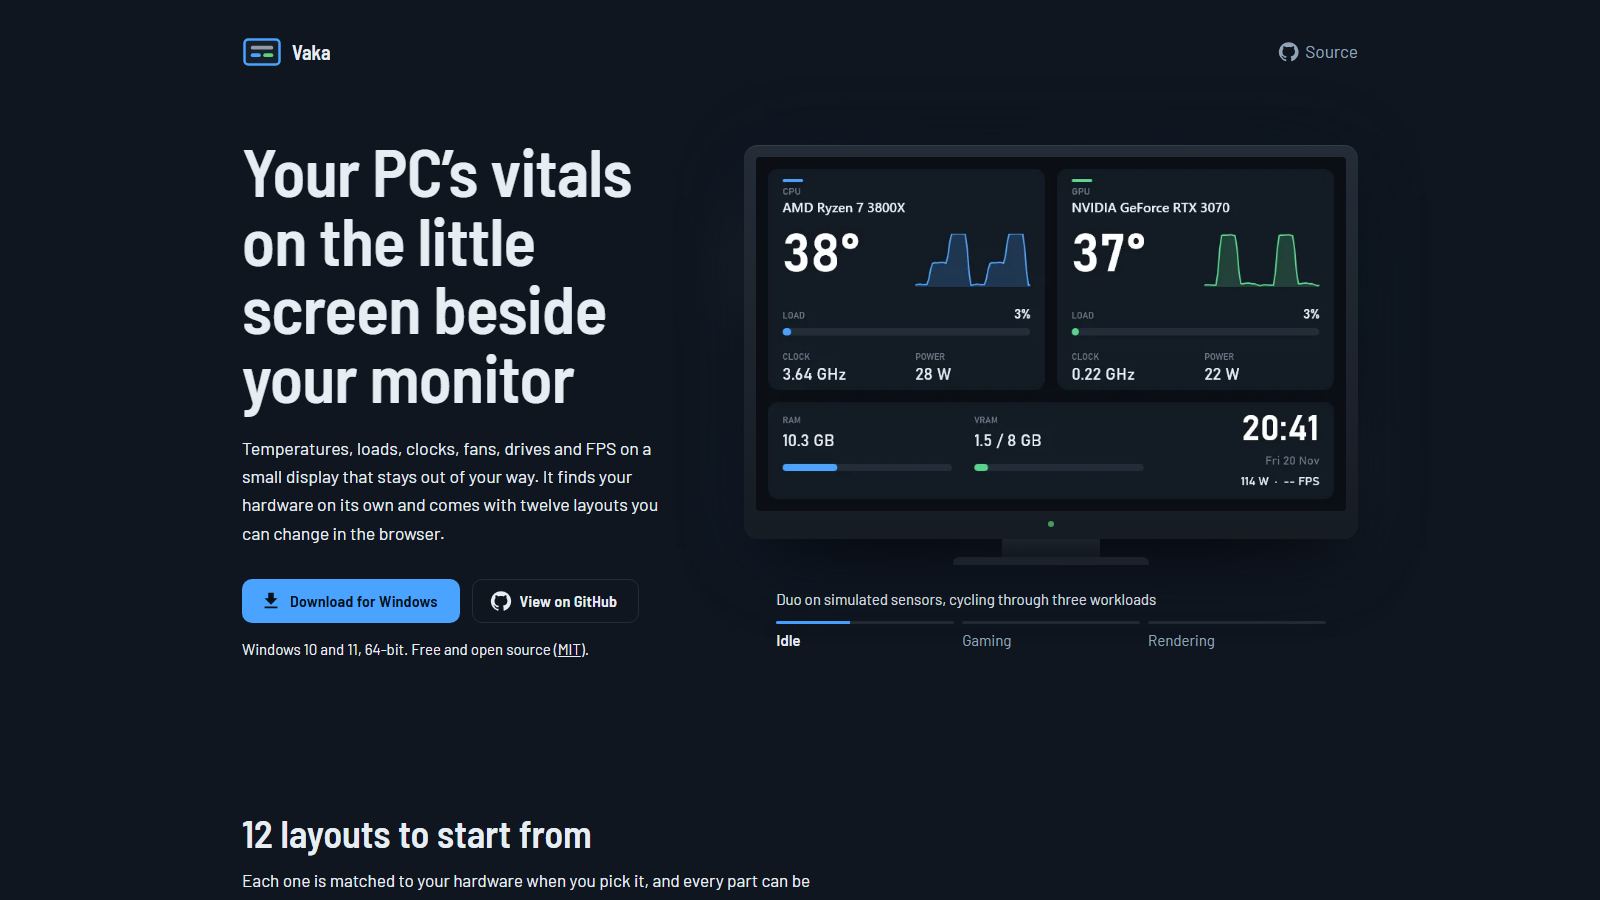 Vaka
Source
Your PC’s vitals
on the little
screen beside
your monitor
Temperatures, loads, clocks, fans, drives and FPS on a
small display that stays out of your way. It finds your
hardware on its own and comes with twelve layouts you
can change in the browser.
Download for Windows
View on GitHub
Windows 10 and 11, 64-bit. Free and open source (MIT).
CPU
AMD Ryzen 7 3800X
38°
LOAD
3%
CLOCK
POWER
3.64 GHz
28 W
GPU
NVIDIA GeForce RTX 3070
37°
LOAD
3%
CLOCK
POWER
0.22 GHz
22 W
RAM
10.3 GB
VRAM
1.5 / 8 GB
20:41
Fri 20 Nov
114 W · -- FPS
Duo on simulated sensors, cycling through three workloads
Idle
Gaming
Rendering
12 layouts to start from
Each one is matched to your hardware when you pick it, and every part can be